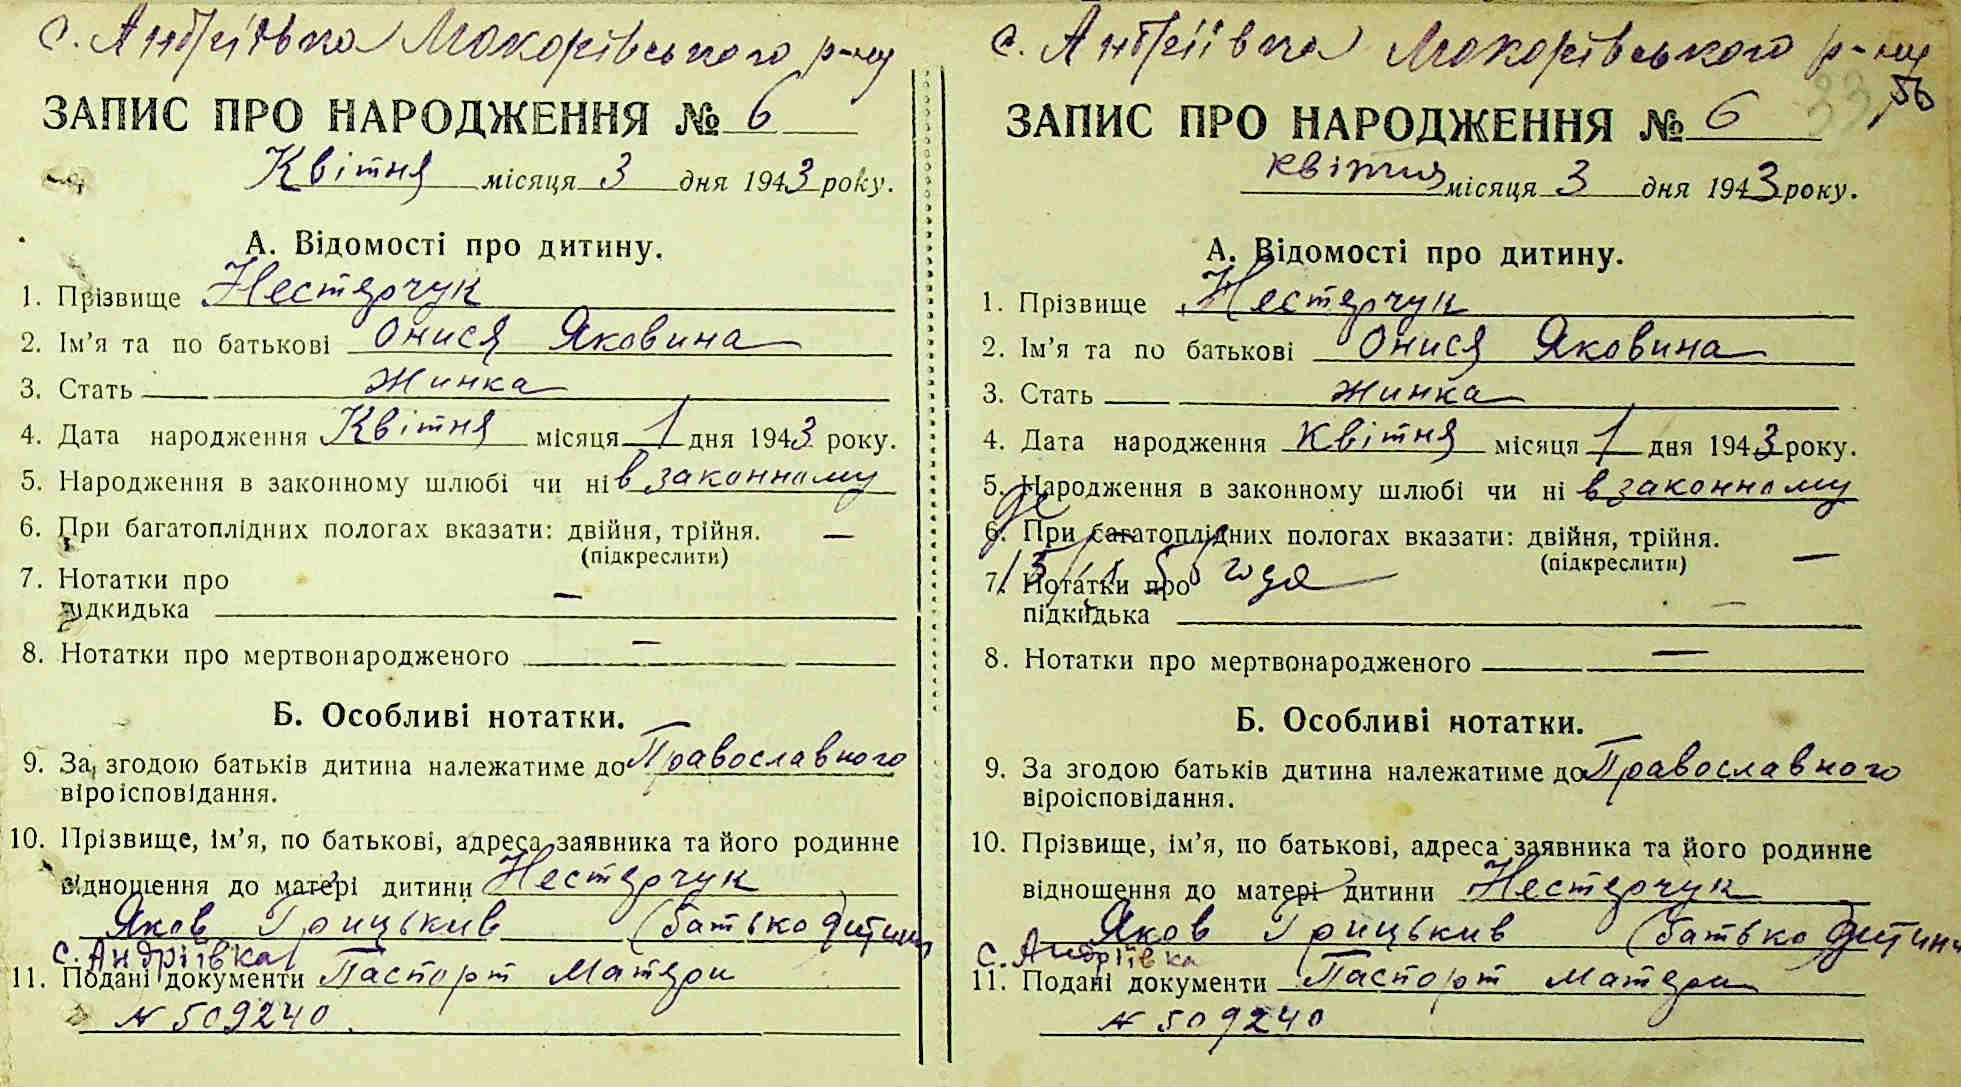 с. Андріївка Макорівського р-ну
ЗАПИС ПРО НАРОДЖЕННЯ № 6
Квітня місяця 3 дня 1943 року.
А. Відомості про дитину.
1. Прізвище Нестерчук
2. Ім'я та по батькові Онися Яковина
3. Стать жинка
4. Дата народження Квітня місяця 1 дня 1943 року.
5. Народження в законному шлюбі чи ні в законному
6. При багатоплідних пологах вказати: двійня, трійня. —
(підкреслити)
7. Нотатки про
підкидька —
8. Нотатки про мертвонародженого —
Б. Особливі нотатки.
9. За згодою батьків дитина належатиме до Православного
віроісповідання.
10. Прізвище, ім'я, по батькові, адреса заявника та його родинне
відношення до матері дитини Нестерчук
Яков Грицькив (батько дитини
с. Андріївка
11. Подані документи Паспорт Матери
N 509240
с. Андріївка Макорівського р-ну
33 56
ЗАПИС ПРО НАРОДЖЕННЯ № 6
квітня місяця 3 дня 1943 року.
А. Відомості про дитину.
1. Прізвище Нестерчук
2. Ім'я та по батькові Онися Яковина
3. Стать жинка
4. Дата народження квітня місяця 1 дня 1943 року.
5. Народження в законному шлюбі чи ні в законному
6. При багатоплідних пологах вказати: двійня, трійня. —
(підкреслити)
7. Нотатки про года
підкидька —
8. Нотатки про мертвонародженого —
Б. Особливі нотатки.
9. За згодою батьків дитина належатиме до Православного
віроісповідання.
10. Прізвище, ім'я, по батькові, адреса заявника та його родинне
відношення до матері дитини Нестерчук
Яков Грицькив (батько дитини
с. Андріївка
11. Подані документи Паспорт Матери
N 509240